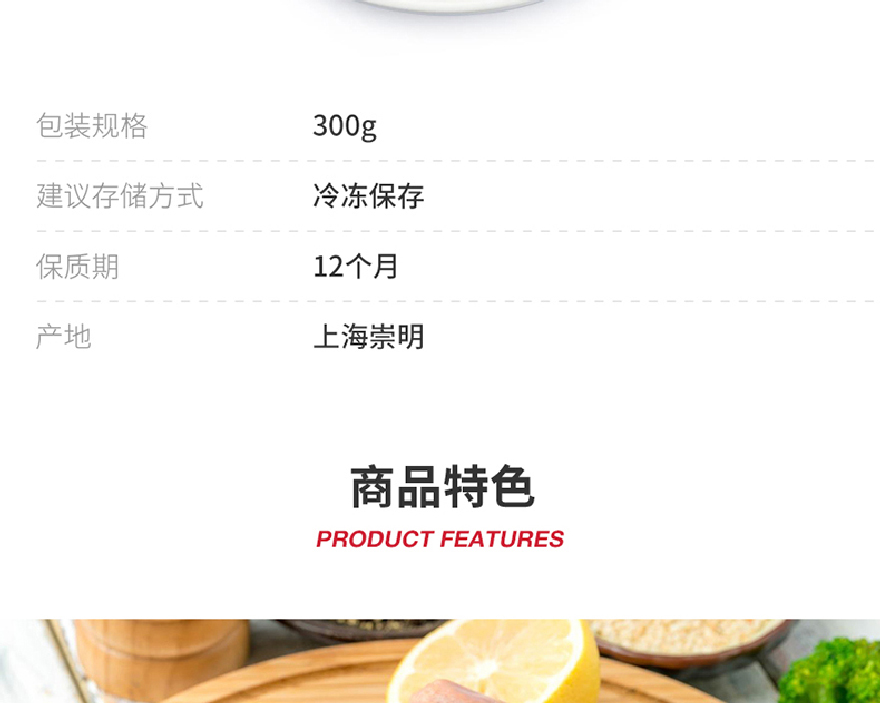 包装规格 300g
建议存储方式 冷冻保存
保质期 12个月
产地 上海崇明
商品特色
PRODUCT FEATURES